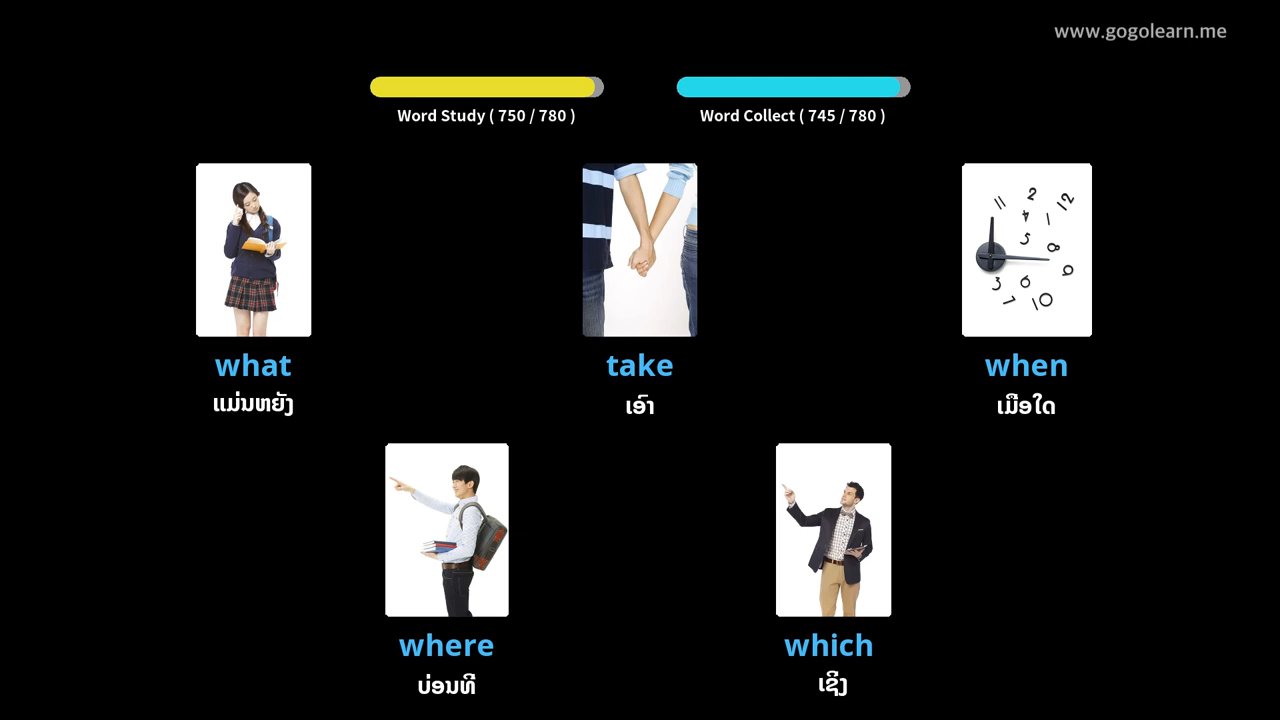 www.gogolearn.me
Word Study ( 750 / 780 )
Word Collect ( 745 / 780 )
what
take
when
ແມ່ນຫຍັງ
ເອົາ
ເມືອໃດ
where
which
ບ່ອນທີ
ເຊິງ